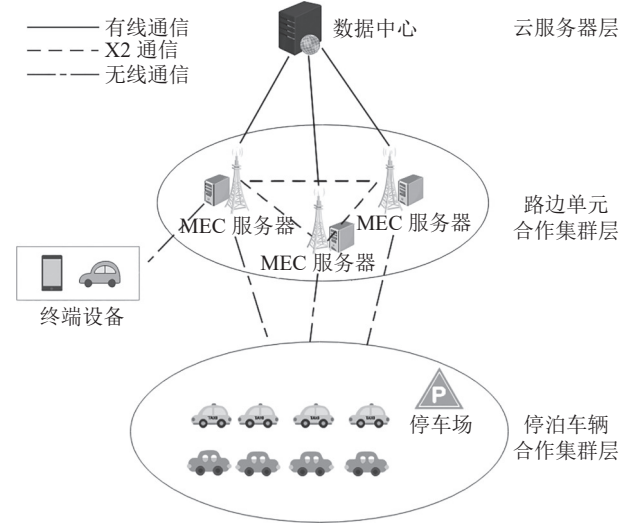 有线通信
X2 通信
无线通信
数据中心
云服务器层
MEC 服务器
MEC 服务器
MEC 服务器
路边单元
合作集群层
终端设备
P
停车场
停泊车辆
合作集群层